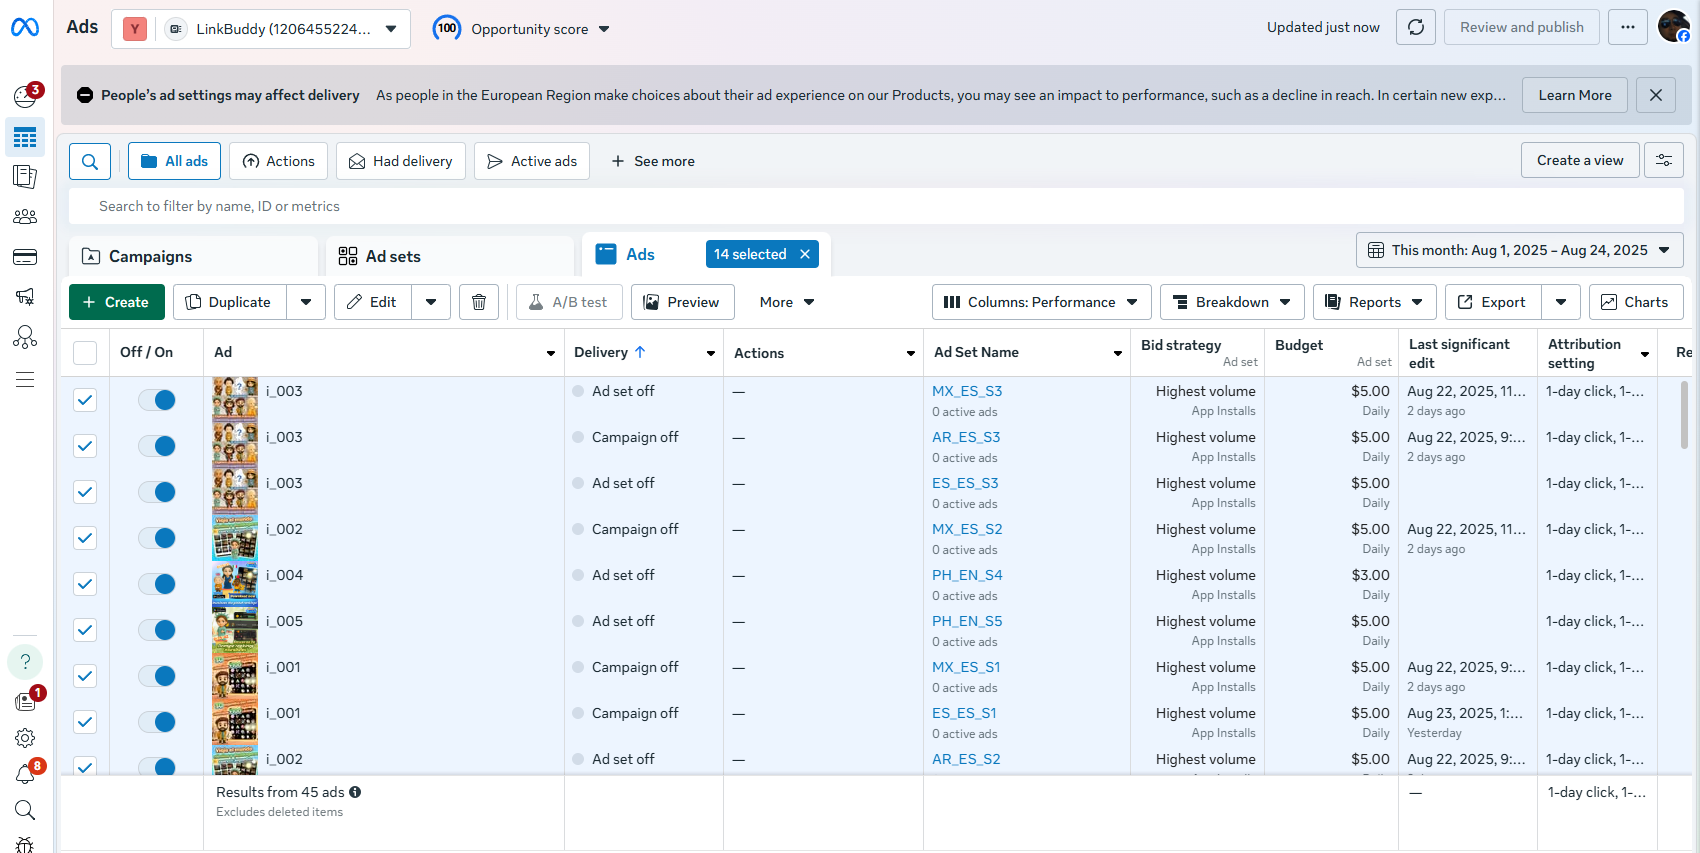 Ads
Y
LinkBuddy (1206455224...
100
Opportunity score
Updated just now
Review and publish
People's ad settings may affect delivery
As people in the European Region make choices about their ad experience on our Products, you may see an impact to performance, such as a decline in reach. In certain new exp...
Learn More
3
All ads
Actions
Had delivery
Active ads
See more
Create a view
Search to filter by name, ID or metrics
Campaigns
Ad sets
Ads
14 selected
This month: Aug 1, 2025 – Aug 24, 2025
Create
Duplicate
Edit
A/B test
Preview
More
Columns: Performance
Breakdown
Reports
Export
Charts
Off / On
Ad
Delivery
Actions
Ad Set Name
Bid strategy
Ad set
Budget
Ad set
Last significant edit
Attribution setting
Re
i_003
Ad set off
—
MX_ES_S3
0 active ads
Highest volume
App Installs
$5.00
Daily
Aug 22, 2025, 11...
2 days ago
1-day click, 1-...
i_003
Campaign off
—
AR_ES_S3
0 active ads
Highest volume
App Installs
$5.00
Daily
Aug 22, 2025, 9:...
2 days ago
1-day click, 1-...
i_003
Ad set off
—
ES_ES_S3
0 active ads
Highest volume
App Installs
$5.00
Daily
1-day click, 1-...
i_002
Campaign off
—
MX_ES_S2
0 active ads
Highest volume
App Installs
$5.00
Daily
Aug 22, 2025, 11...
2 days ago
1-day click, 1-...
i_004
Ad set off
—
PH_EN_S4
0 active ads
Highest volume
App Installs
$3.00
Daily
1-day click, 1-...
i_005
Ad set off
—
PH_EN_S5
0 active ads
Highest volume
App Installs
$5.00
Daily
1-day click, 1-...
i_001
Campaign off
—
MX_ES_S1
0 active ads
Highest volume
App Installs
$5.00
Daily
Aug 22, 2025, 9:...
2 days ago
1-day click, 1-...
i_001
Campaign off
—
ES_ES_S1
0 active ads
Highest volume
App Installs
$5.00
Daily
Aug 23, 2025, 1:...
Yesterday
1-day click, 1-...
i_002
Ad set off
—
AR_ES_S2
Highest volume
$5.00
Aug 22, 2025, 9:...
1-day click, 1-...
Results from 45 ads
Excludes deleted items
—
1-day click, 1-...
?
1
8